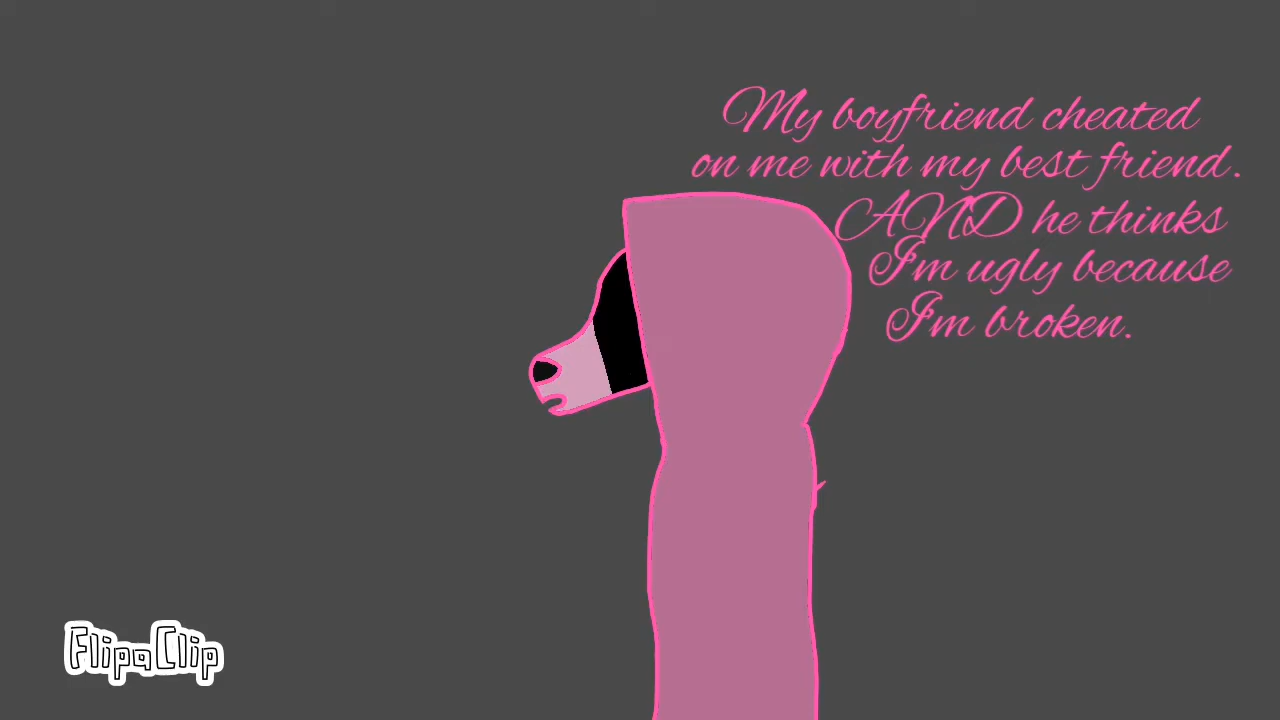 My boyfriend cheated
on me with my best friend.
AND he thinks
I'm ugly because
I'm broken.
FlipaClip